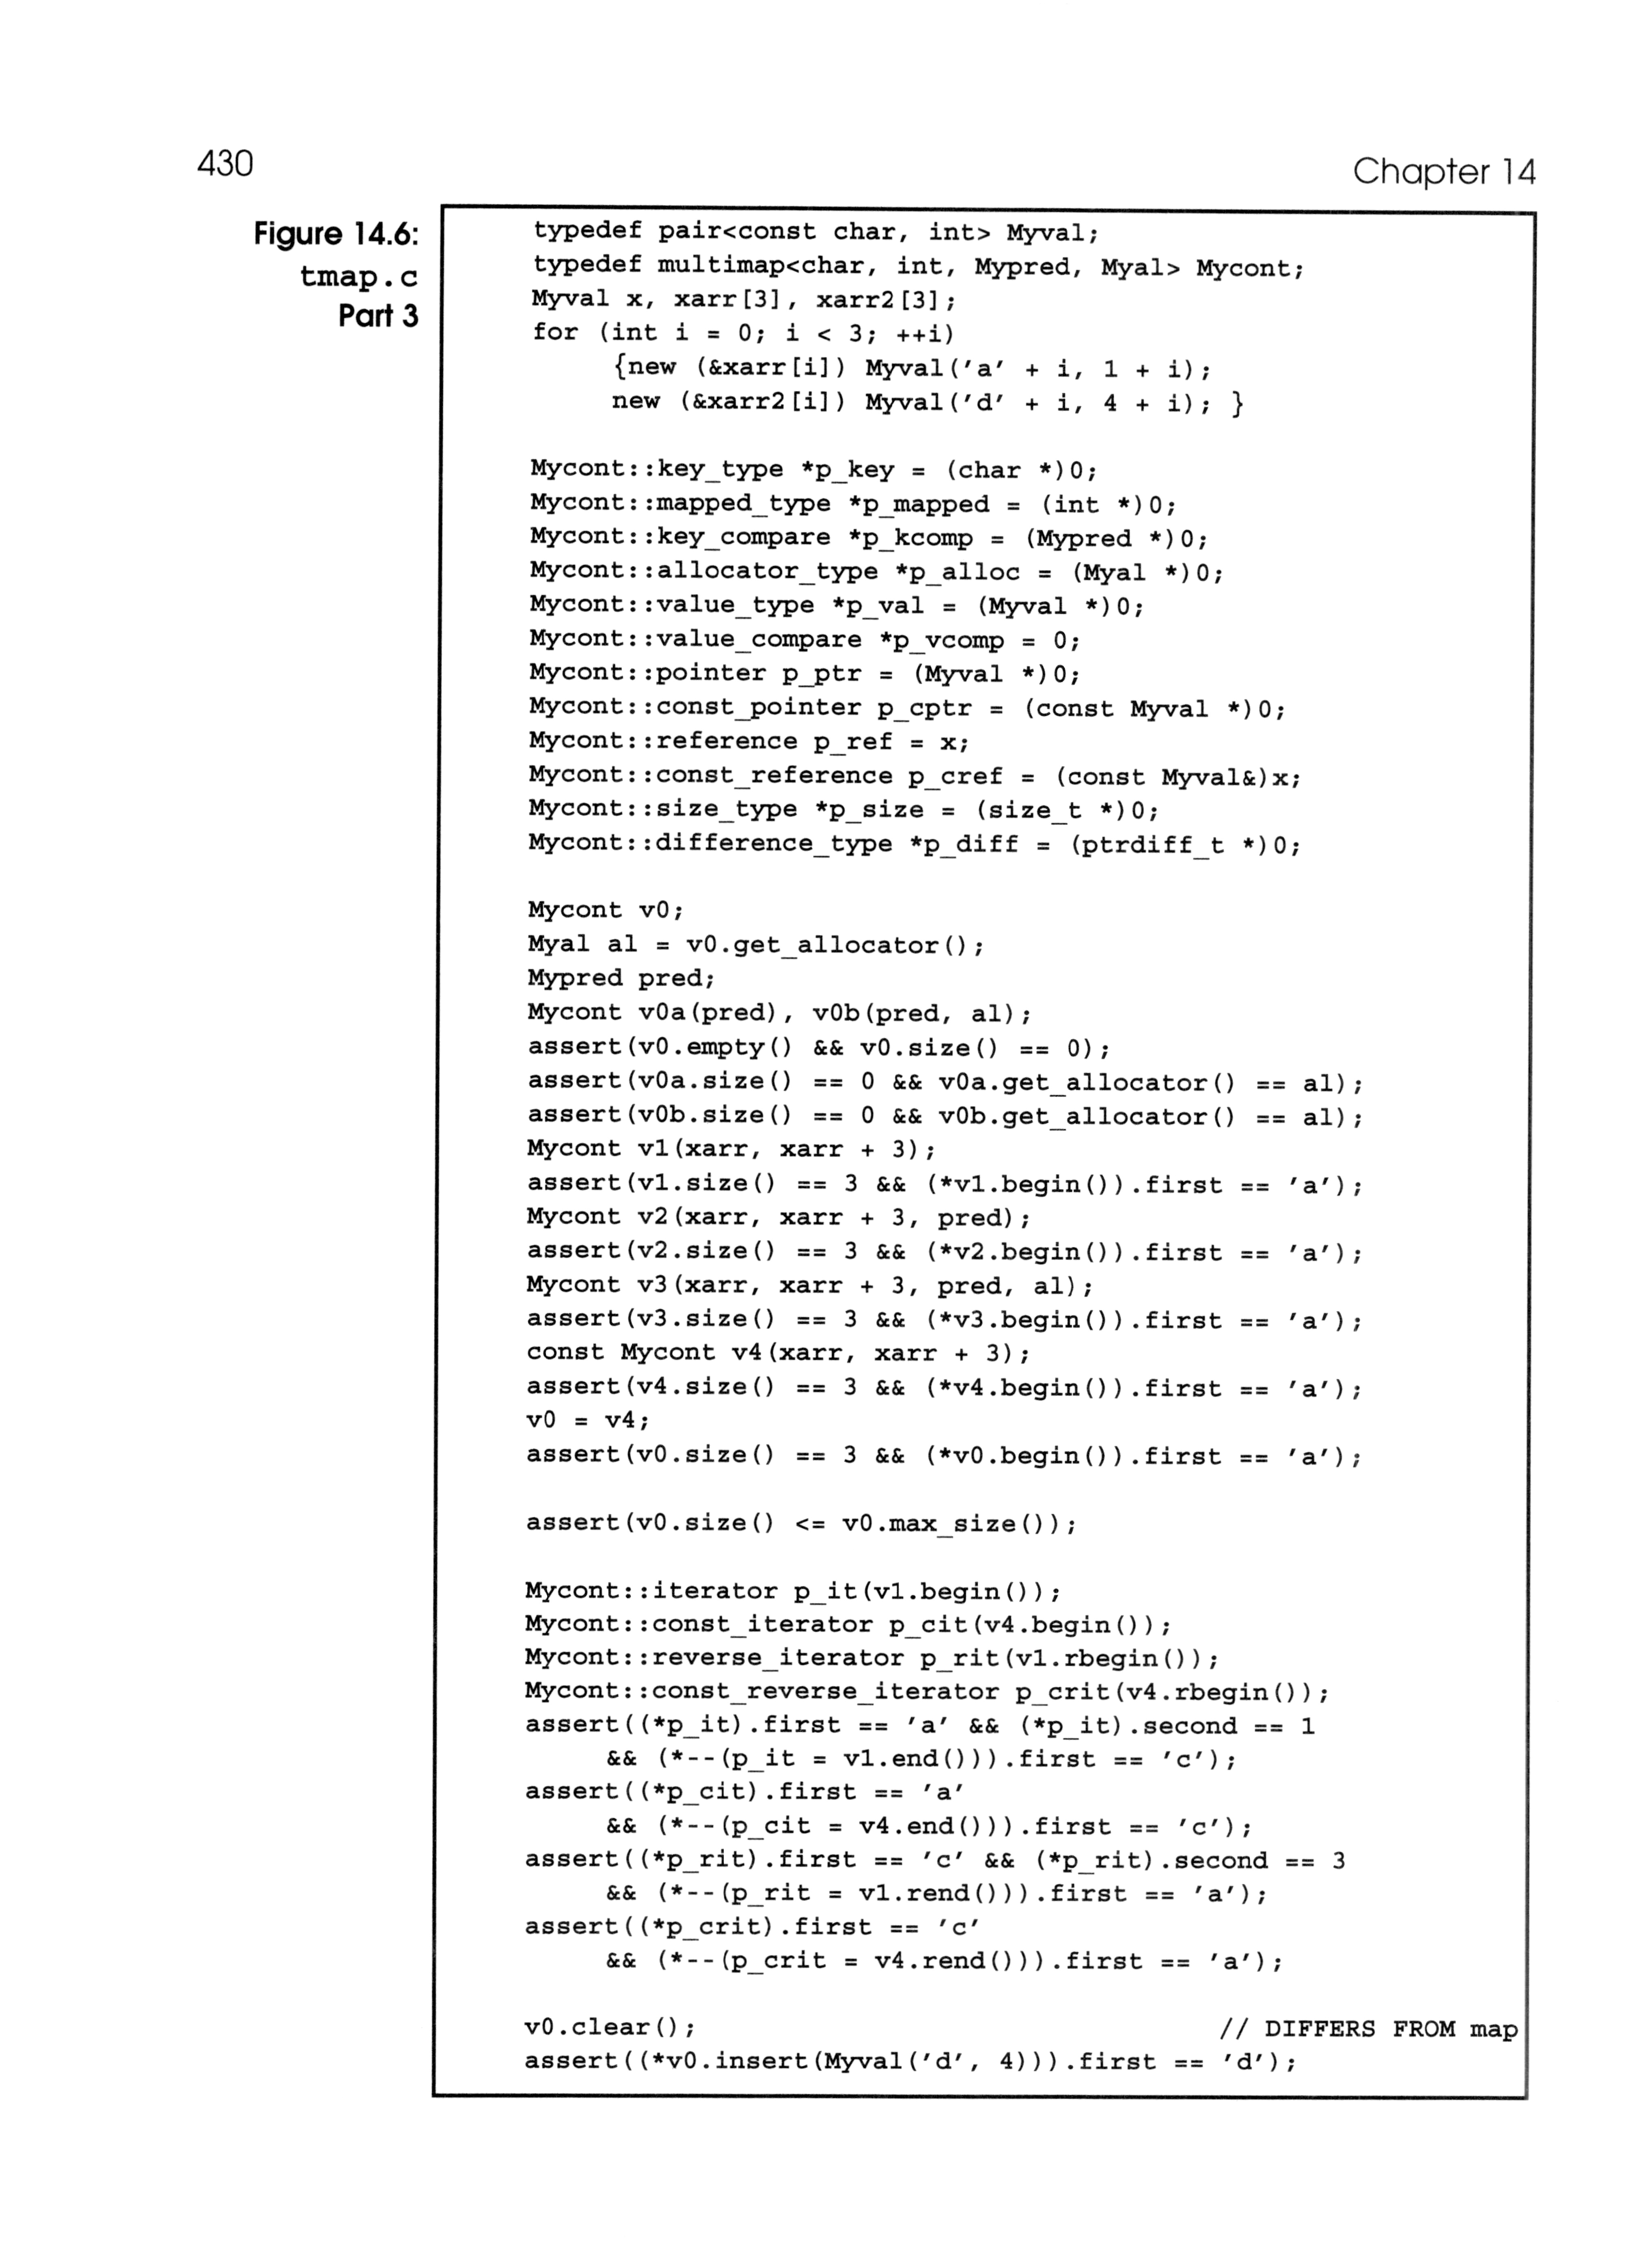 430
Chapter 14
Figure 14.6:
tmap.c
Part 3
typedef pair<const char, int> Myval;
typedef multimap<char, int, Mypred, Myal> Mycont;
Myval x, xarr[3], xarr2[3];
for (int i = 0; i < 3; ++i)
{new (&xarr[i]) Myval('a' + i, 1 + i);
new (&xarr2[i]) Myval('d' + i, 4 + i); }
Mycont::key_type *p_key = (char *)0;
Mycont::mapped_type *p_mapped = (int *)0;
Mycont::key_compare *p_kcomp = (Mypred *)0;
Mycont::allocator_type *p_alloc = (Myal *)0;
Mycont::value_type *p_val = (Myval *)0;
Mycont::value_compare *p_vcomp = 0;
Mycont::pointer p_ptr = (Myval *)0;
Mycont::const_pointer p_cptr = (const Myval *)0;
Mycont::reference p_ref = x;
Mycont::const_reference p_cref = (const Myval&)x;
Mycont::size_type *p_size = (size_t *)0;
Mycont::difference_type *p_diff = (ptrdiff_t *)0;
Mycont v0;
Myal al = v0.get_allocator();
Mypred pred;
Mycont v0a(pred), v0b(pred, al);
assert(v0.empty() && v0.size() == 0);
assert(v0a.size() == 0 && v0a.get_allocator() == al);
assert(v0b.size() == 0 && v0b.get_allocator() == al);
Mycont v1(xarr, xarr + 3);
assert(v1.size() == 3 && (*v1.begin()).first == 'a');
Mycont v2(xarr, xarr + 3, pred);
assert(v2.size() == 3 && (*v2.begin()).first == 'a');
Mycont v3(xarr, xarr + 3, pred, al);
assert(v3.size() == 3 && (*v3.begin()).first == 'a');
const Mycont v4(xarr, xarr + 3);
assert(v4.size() == 3 && (*v4.begin()).first == 'a');
v0 = v4;
assert(v0.size() == 3 && (*v0.begin()).first == 'a');
assert(v0.size() <= v0.max_size());
Mycont::iterator p_it(v1.begin());
Mycont::const_iterator p_cit(v4.begin());
Mycont::reverse_iterator p_rit(v1.rbegin());
Mycont::const_reverse_iterator p_crit(v4.rbegin());
assert((*p_it).first == 'a' && (*p_it).second == 1
&& (*--(p_it = v1.end())).first == 'c');
assert((*p_cit).first == 'a'
&& (*--(p_cit = v4.end())).first == 'c');
assert((*p_rit).first == 'c' && (*p_rit).second == 3
&& (*--(p_rit = v1.rend())).first == 'a');
assert((*p_crit).first == 'c'
&& (*--(p_crit = v4.rend())).first == 'a');
v0.clear(); // DIFFERS FROM map
assert((*v0.insert(Myval('d', 4))).first == 'd');